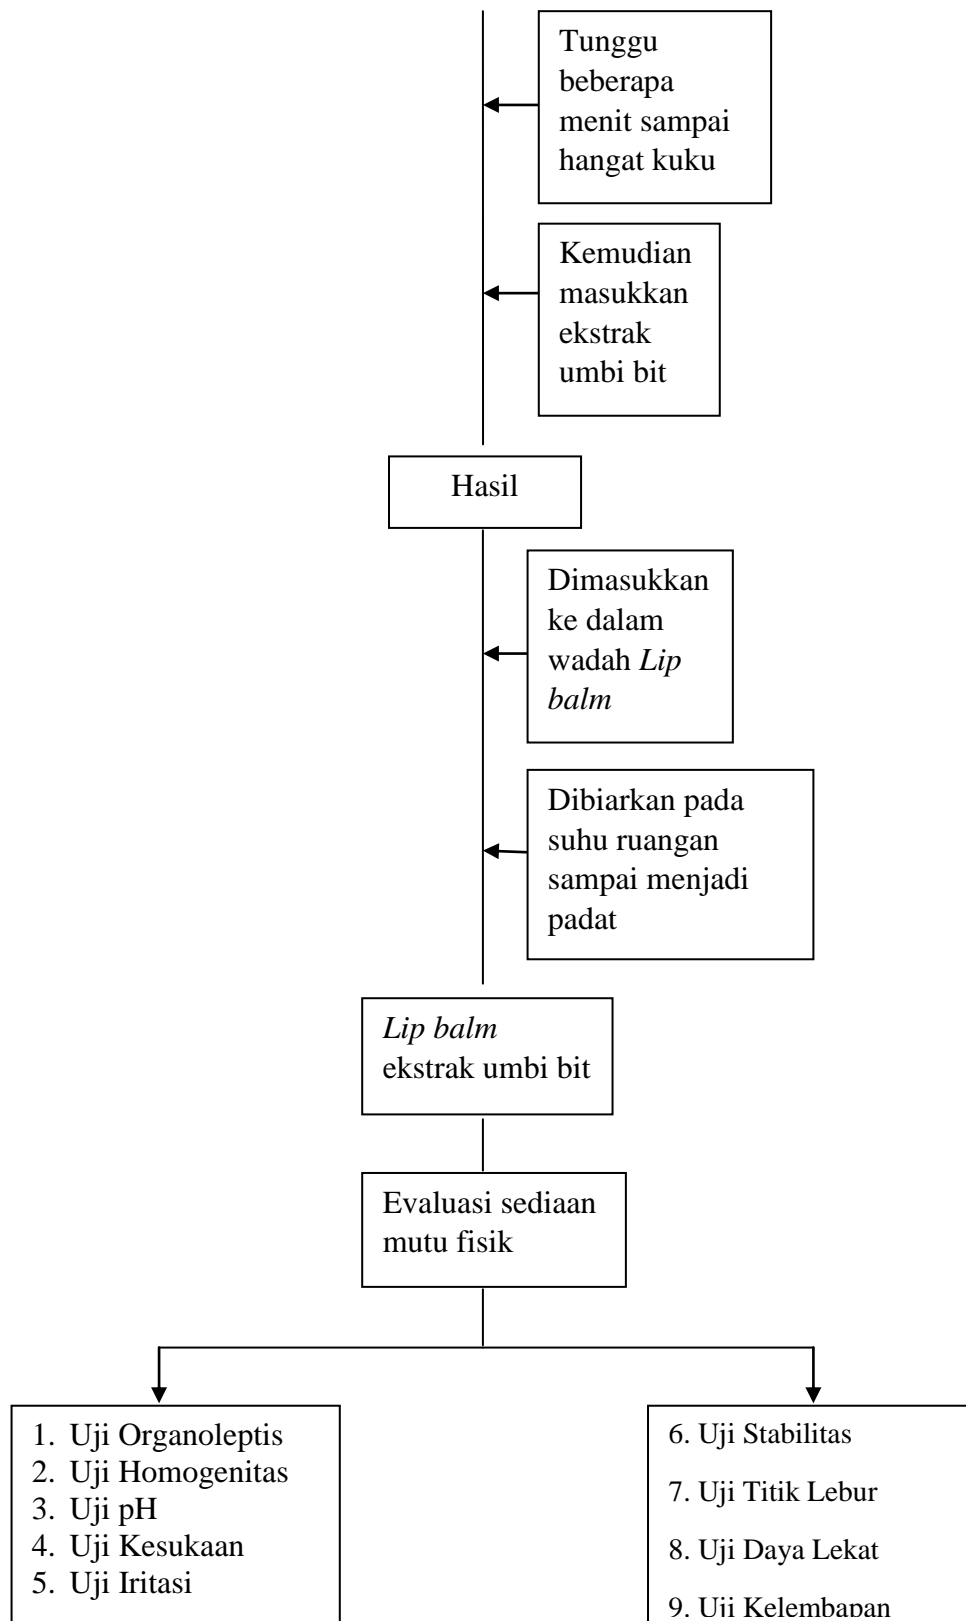 Tunggu
beberapa
menit sampai
hangat kuku
Kemudian
masukkan
ekstrak
umbi bit
Hasil
Dimasukkan
ke dalam
wadah Lip
balm
Dibiarkan pada
suhu ruangan
sampai menjadi
padat
Lip balm
ekstrak umbi bit
Evaluasi sediaan
mutu fisik
1. Uji Organoleptis
2. Uji Homogenitas
3. Uji pH
4. Uji Kesukaan
5. Uji Iritasi
6. Uji Stabilitas
7. Uji Titik Lebur
8. Uji Daya Lekat
9. Uji Kelembapan